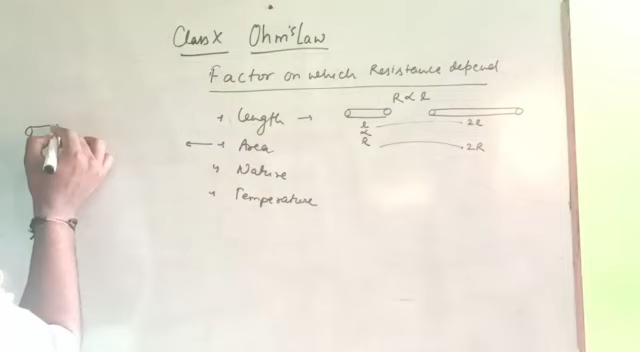 Class X Ohm's Law
Factor on which Resistance depend
R ∝ l
Length →
l 2l
∝
← Area
R 2R
Nature
Temperature